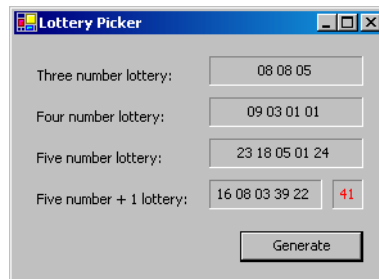 Lottery Picker
Three number lottery: 08 08 05
Four number lottery: 09 03 01 01
Five number lottery: 23 18 05 01 24
Five number + 1 lottery: 16 08 03 39 22 41
Generate